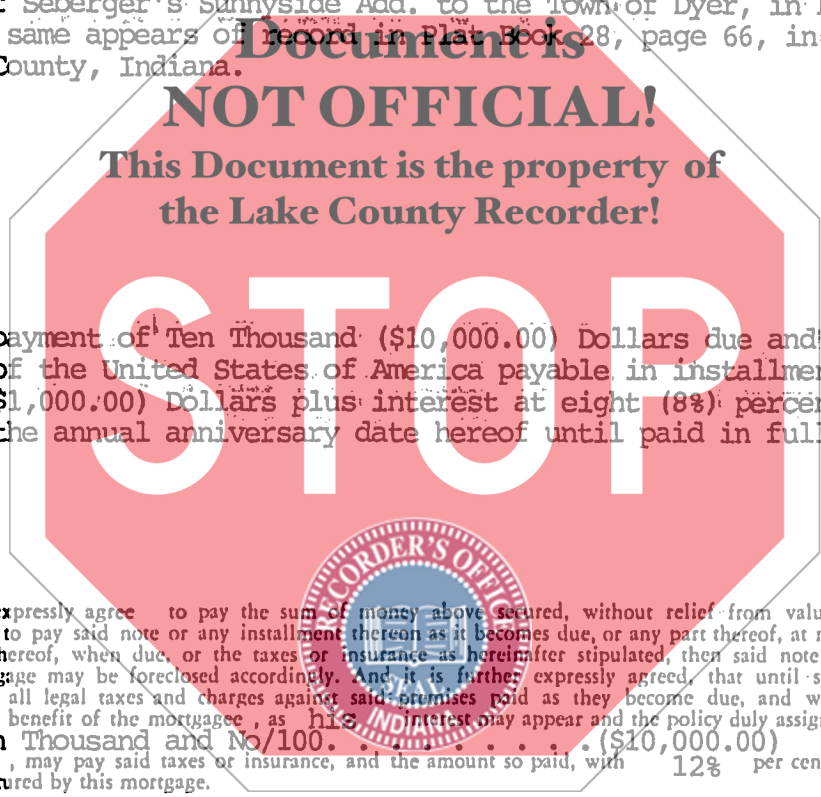 Seberger's Sunnyside Add. to the Town of Dyer, in
same appears of record in Plat Book 28, page 66, in
County, Indiana.
Document is
NOT OFFICIAL!
This Document is the property of
the Lake County Recorder!
STOP
payment of Ten Thousand ($10,000.00) Dollars due and
of the United States of America payable in installmen
$1,000.00) Dollars plus interest at eight (8%) percen
the annual anniversary date hereof until paid in full
RECORDER'S OFFICE
SEAL
INDIANA
expressly agree to pay the sum of money above secured, without relief from valu
to pay said note or any installment thereon as it becomes due, or any part thereof, at
hereof, when due, or the taxes or insurance as hereinafter stipulated, then said note
gage may be foreclosed accordingly. And it is further expressly agreed, that until
all legal taxes and charges against said premises paid as they become due, and
benefit of the mortgagee , as his interest may appear and the policy duly assig
n Thousand and No/100. . . . . . . . . .($10,000.00)
, may pay said taxes or insurance, and the amount so paid, with 12% per cen
ured by this mortgage.